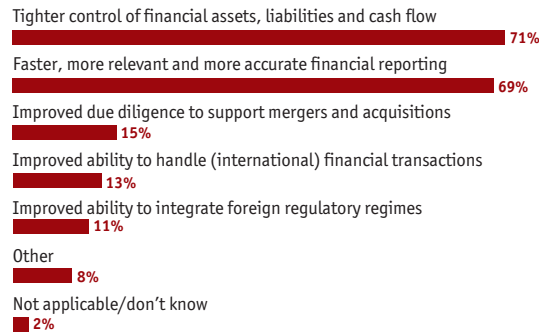 Tighter control of financial assets, liabilities and cash flow
71%
Faster, more relevant and more accurate financial reporting
69%
Improved due diligence to support mergers and acquisitions
15%
Improved ability to handle (international) financial transactions
13%
Improved ability to integrate foreign regulatory regimes
11%
Other
8%
Not applicable/don't know
2%